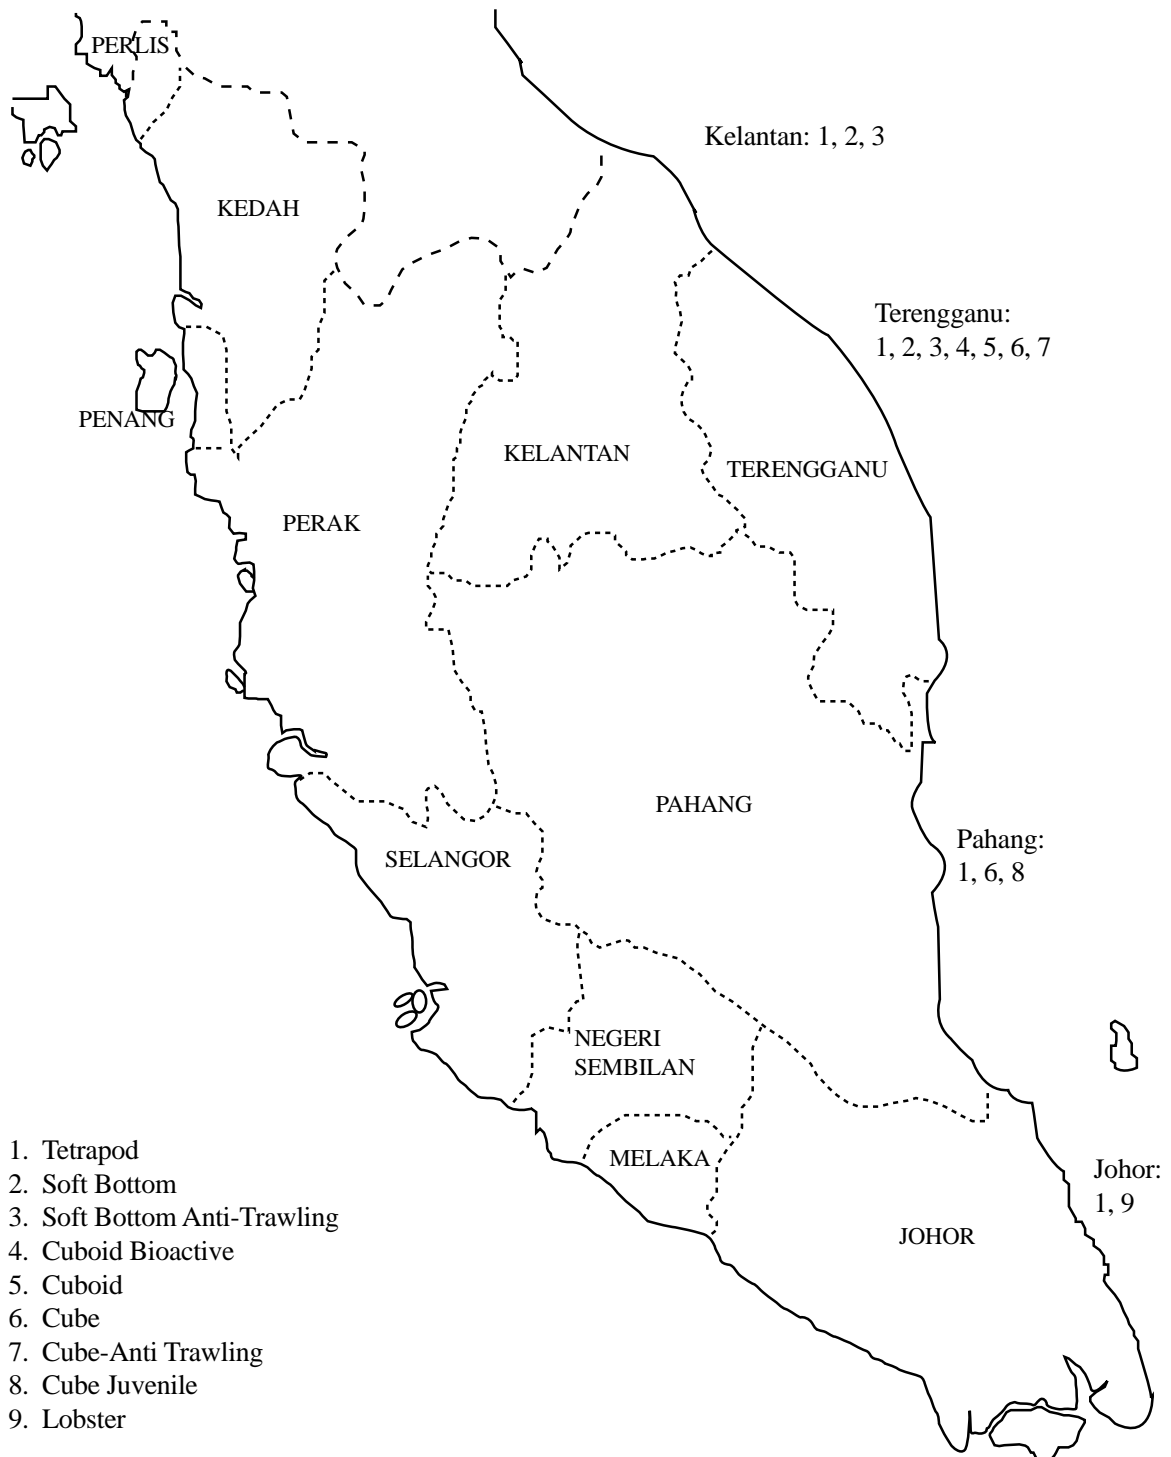 PERLIS
Kelantan: 1, 2, 3
KEDAH
Terengganu:
1, 2, 3, 4, 5, 6, 7
PENANG
KELANTAN
TERENGGANU
PERAK
PAHANG
Pahang:
1, 6, 8
SELANGOR
NEGERI
SEMBILAN
MELAKA
Johor:
1, 9
JOHOR
1. Tetrapod
2. Soft Bottom
3. Soft Bottom Anti-Trawling
4. Cuboid Bioactive
5. Cuboid
6. Cube
7. Cube-Anti Trawling
8. Cube Juvenile
9. Lobster